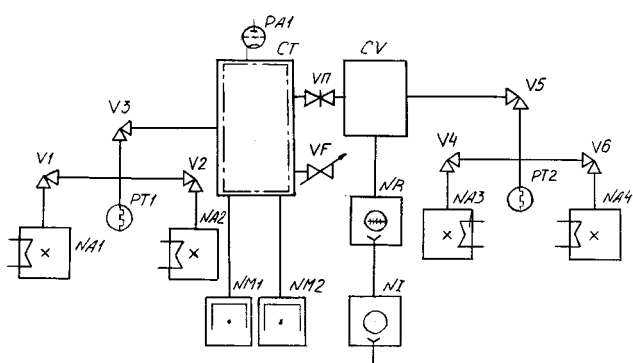 PA1
CT
CV
VП
V5
V3
VF
V4
V6
V1
V2
PT1
PT2
NA1
NA2
NR
NA3
NA4
NM1
NM2
NI